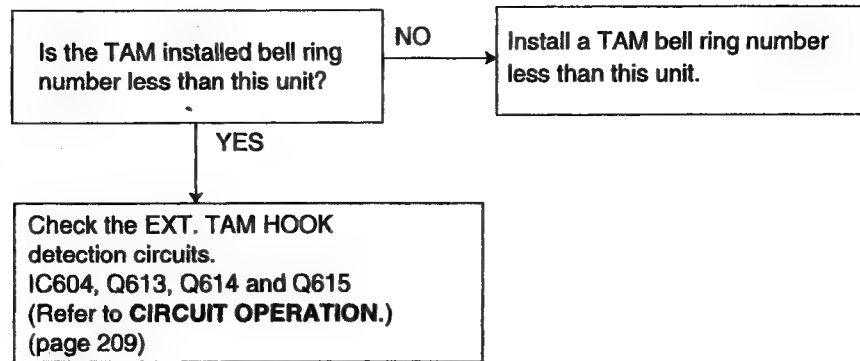 Is the TAM installed bell ring
number less than this unit?
NO
Install a TAM bell ring number
less than this unit.
YES
Check the EXT. TAM HOOK
detection circuits.
IC604, Q613, Q614 and Q615
(Refer to CIRCUIT OPERATION.)
(page 209)